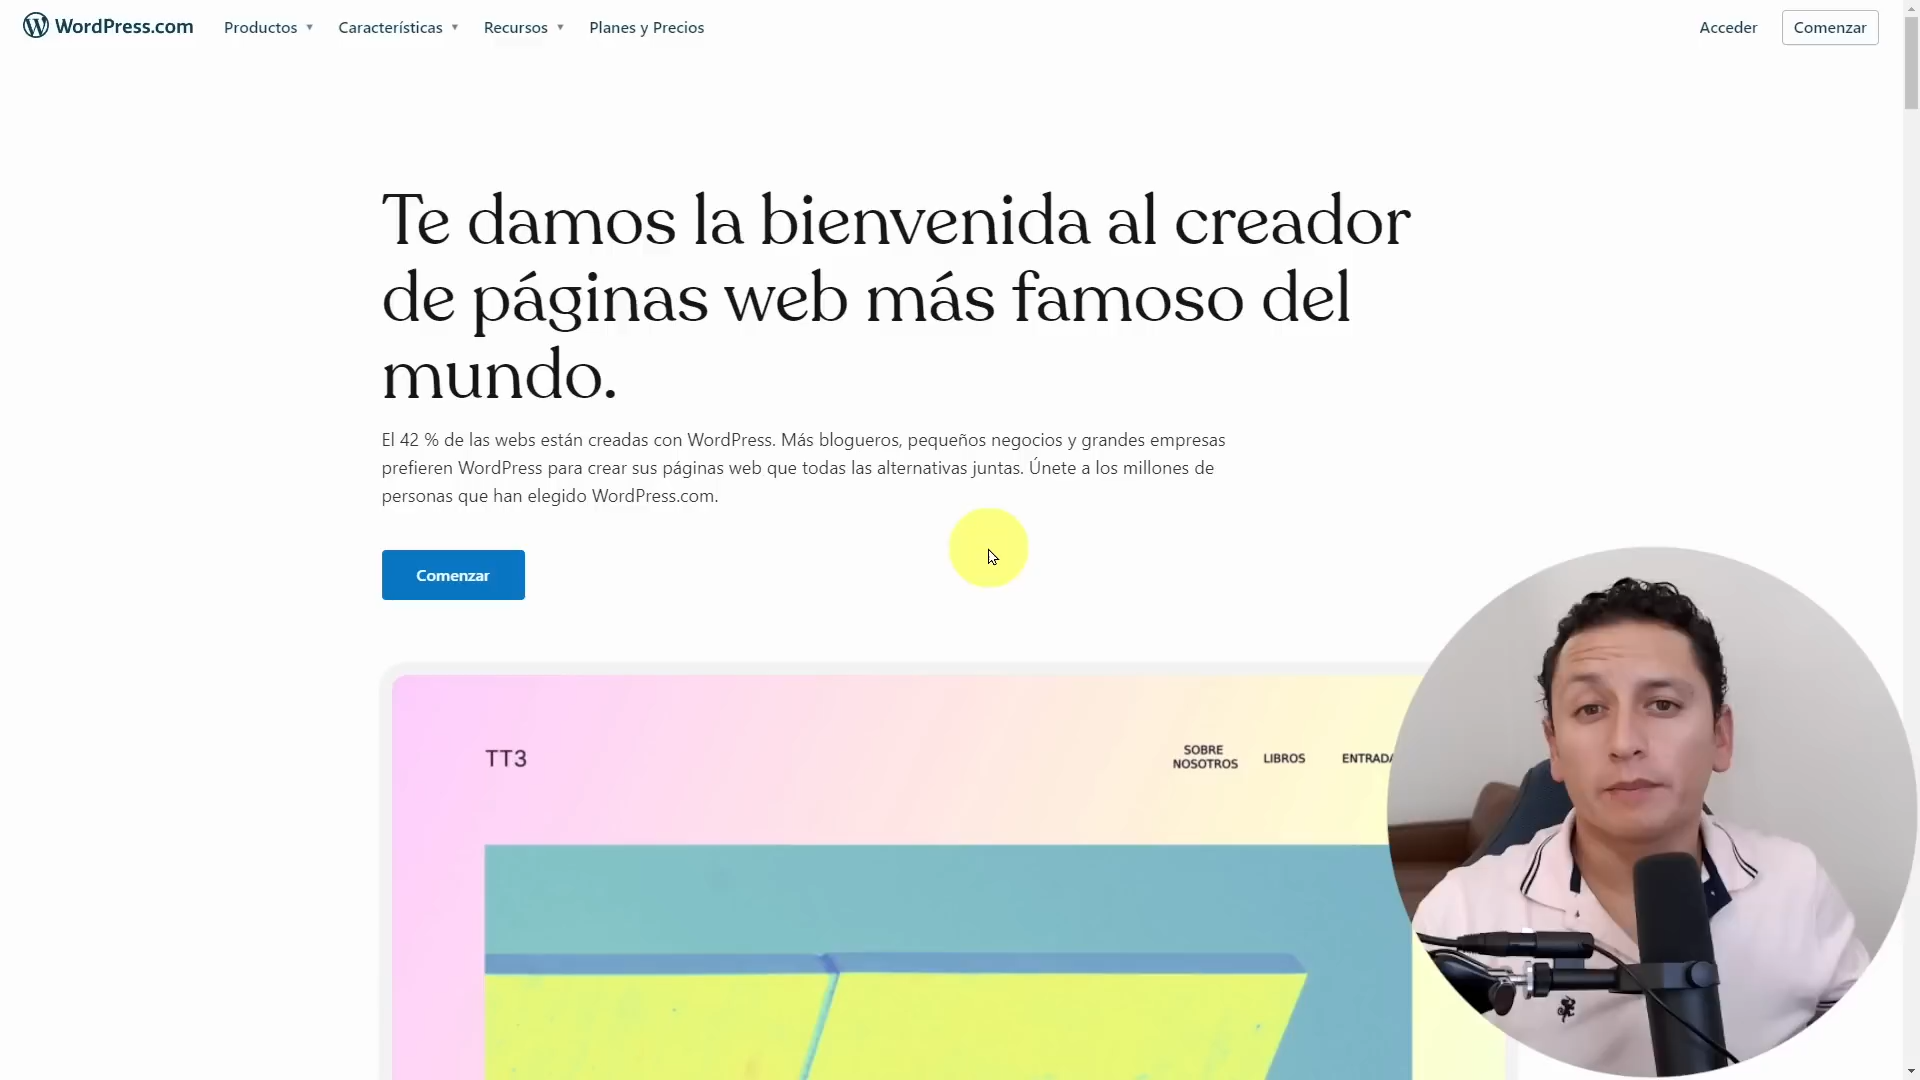 WordPress.com
Productos
Características
Recursos
Planes y Precios
Acceder
Comenzar
Te damos la bienvenida al creador
de páginas web más famoso del
mundo.
El 42 % de las webs están creadas con WordPress. Más blogueros, pequeños negocios y grandes empresas
prefieren WordPress para crear sus páginas web que todas las alternativas juntas. Únete a los millones de
personas que han elegido WordPress.com.
Comenzar
TT3
SOBRE
NOSOTROS
LIBROS